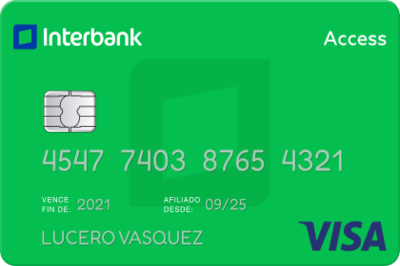 Interbank Access
4547 7403 8765 4321
VENCE AFILIADO
FIN DE: 2021 DESDE: 09/25
LUCERO VASQUEZ
VISA